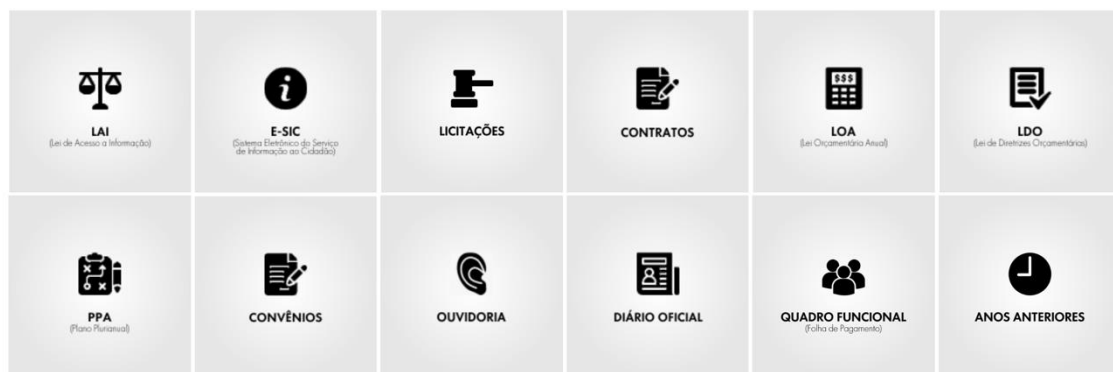 $$$
LAI
(Lei de Acesso a Informação)
E-SIC
(Sistema Eletrônico do Serviço
de Informação ao Cidadão)
LICITAÇÕES
CONTRATOS
LOA
(Lei Orçamentária Anual)
LDO
(Lei de Diretrizes Orçamentárias)
PPA
(Plano Plurianual)
CONVÊNIOS
OUVIDORIA
DIÁRIO OFICIAL
QUADRO FUNCIONAL
(Folha de Pagamento)
ANOS ANTERIORES